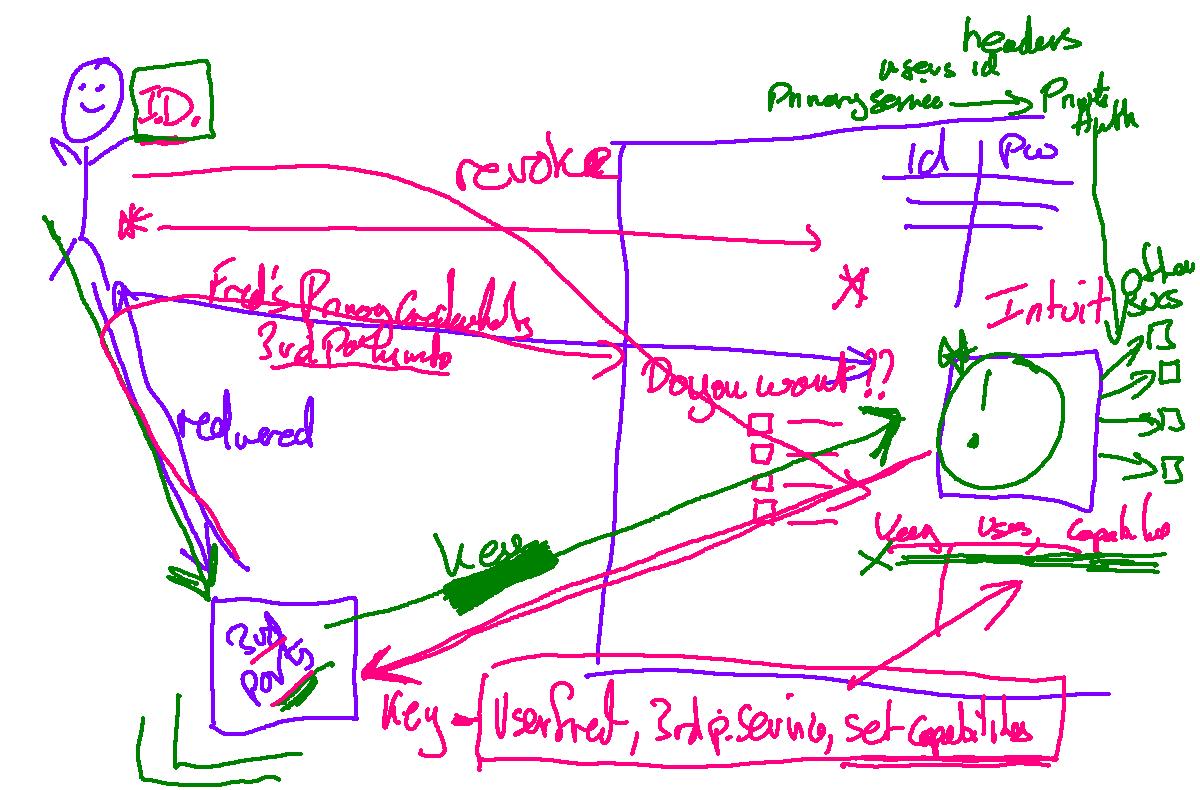 headers
users id
Primary service
Private Auth
I.D.
revoke
id
pw
Fred's Primary Credentials
3rd Party info
Intuit
other svcs
Do you want??
redirected
Key
Key, User, Capabilities
3rd party
Key = User fred, 3rd p. service, set capabilities